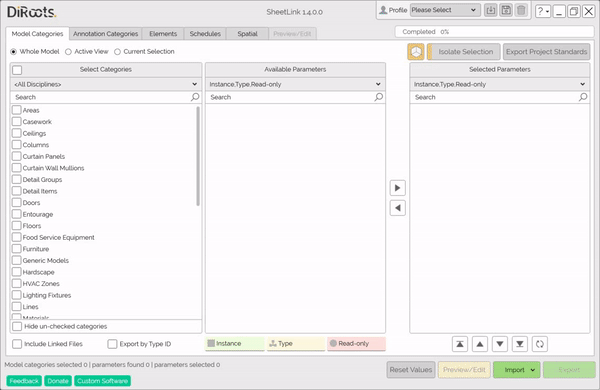 DiRoots
SheetLink 1.4.0.0
Profile
Please Select
?
Model Categories
Annotation Categories
Elements
Schedules
Spatial
Preview/Edit
Completed 0%
Whole Model
Active View
Current Selection
Isolate Selection
Export Project Standards
Select Categories
Available Parameters
Selected Parameters
<All Disciplines>
Instance,Type,Read-only
Instance,Type,Read-only
Search
Search
Search
Areas
Casework
Ceilings
Columns
Curtain Panels
Curtain Wall Mullions
Detail Groups
Detail Items
Doors
Entourage
Floors
Food Service Equipment
Furniture
Generic Models
Hardscape
HVAC Zones
Lighting Fixtures
Lines
Materials
Hide un-checked categories
Include Linked Files
Export by Type ID
Instance
Type
Read-only
Model categories selected 0 | parameters found 0 | parameters selected 0
Reset Values
Preview/Edit
Import
Export
Feedback
Donate
Custom Software